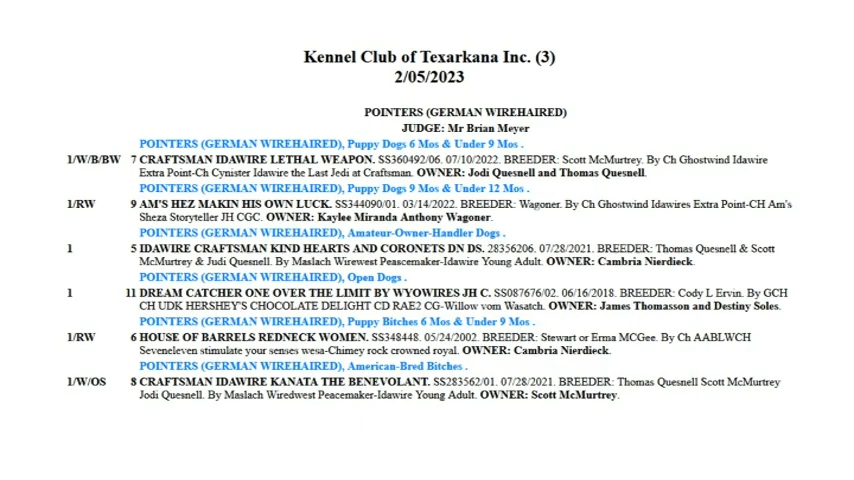 Kennel Club of Texarkana Inc. (3)
2/05/2023
POINTERS (GERMAN WIREHAIRED)
JUDGE: Mr Brian Meyer
POINTERS (GERMAN WIREHAIRED), Puppy Dogs 6 Mos & Under 9 Mos .
1/W/B/BW 7 CRAFTSMAN IDAWIRE LETHAL WEAPON. SS360492/06. 07/10/2022. BREEDER: Scott McMurtrey. By Ch Ghostwind Idawire
Extra Point-Ch Cynister Idawire the Last Jedi at Craftsman. OWNER: Jodi Quesnell and Thomas Quesnell.
POINTERS (GERMAN WIREHAIRED), Puppy Dogs 9 Mos & Under 12 Mos .
1/RW 9 AM'S HEZ MAKIN HIS OWN LUCK. SS344090/01. 03/14/2022. BREEDER: Wagoner. By Ch Ghostwind Idawires Extra Point-CH Am's
Sheza Storyteller JH CGC. OWNER: Kaylee Miranda Anthony Wagoner.
POINTERS (GERMAN WIREHAIRED), Amateur-Owner-Handler Dogs .
1 5 IDAWIRE CRAFTSMAN KIND HEARTS AND CORONETS DN DS. 28356206. 07/28/2021. BREEDER: Thomas Quesnell & Scott
McMurtrey & Judi Quesnell. By Maslach Wirewest Peascemaker-Idawire Young Adult. OWNER: Cambria Nierdieck.
POINTERS (GERMAN WIREHAIRED), Open Dogs .
1 11 DREAM CATCHER ONE OVER THE LIMIT BY WYOWIRES JH C. SS087676/02. 06/16/2018. BREEDER: Cody L Ervin. By GCH
CH UDK HERSHEY'S CHOCOLATE DELIGHT CD RAE2 CG-Willow vom Wasatch. OWNER: James Thomasson and Destiny Soles.
POINTERS (GERMAN WIREHAIRED), Puppy Bitches 6 Mos & Under 9 Mos .
1/RW 6 HOUSE OF BARRELS REDNECK WOMEN. SS348448. 05/24/2002. BREEDER: Stewart or Erma MCGee. By Ch AABLWCH
Seveneleven stimulate your senses wesa-Chimey rock crowned royal. OWNER: Cambria Nierdieck.
POINTERS (GERMAN WIREHAIRED), American-Bred Bitches .
1/W/OS 8 CRAFTSMAN IDAWIRE KANATA THE BENEVOLANT. SS283562/01. 07/28/2021. BREEDER: Thomas Quesnell Scott McMurtrey
Jodi Quesnell. By Maslach Wiredwest Peacemaker-Idawire Young Adult. OWNER: Scott McMurtrey.